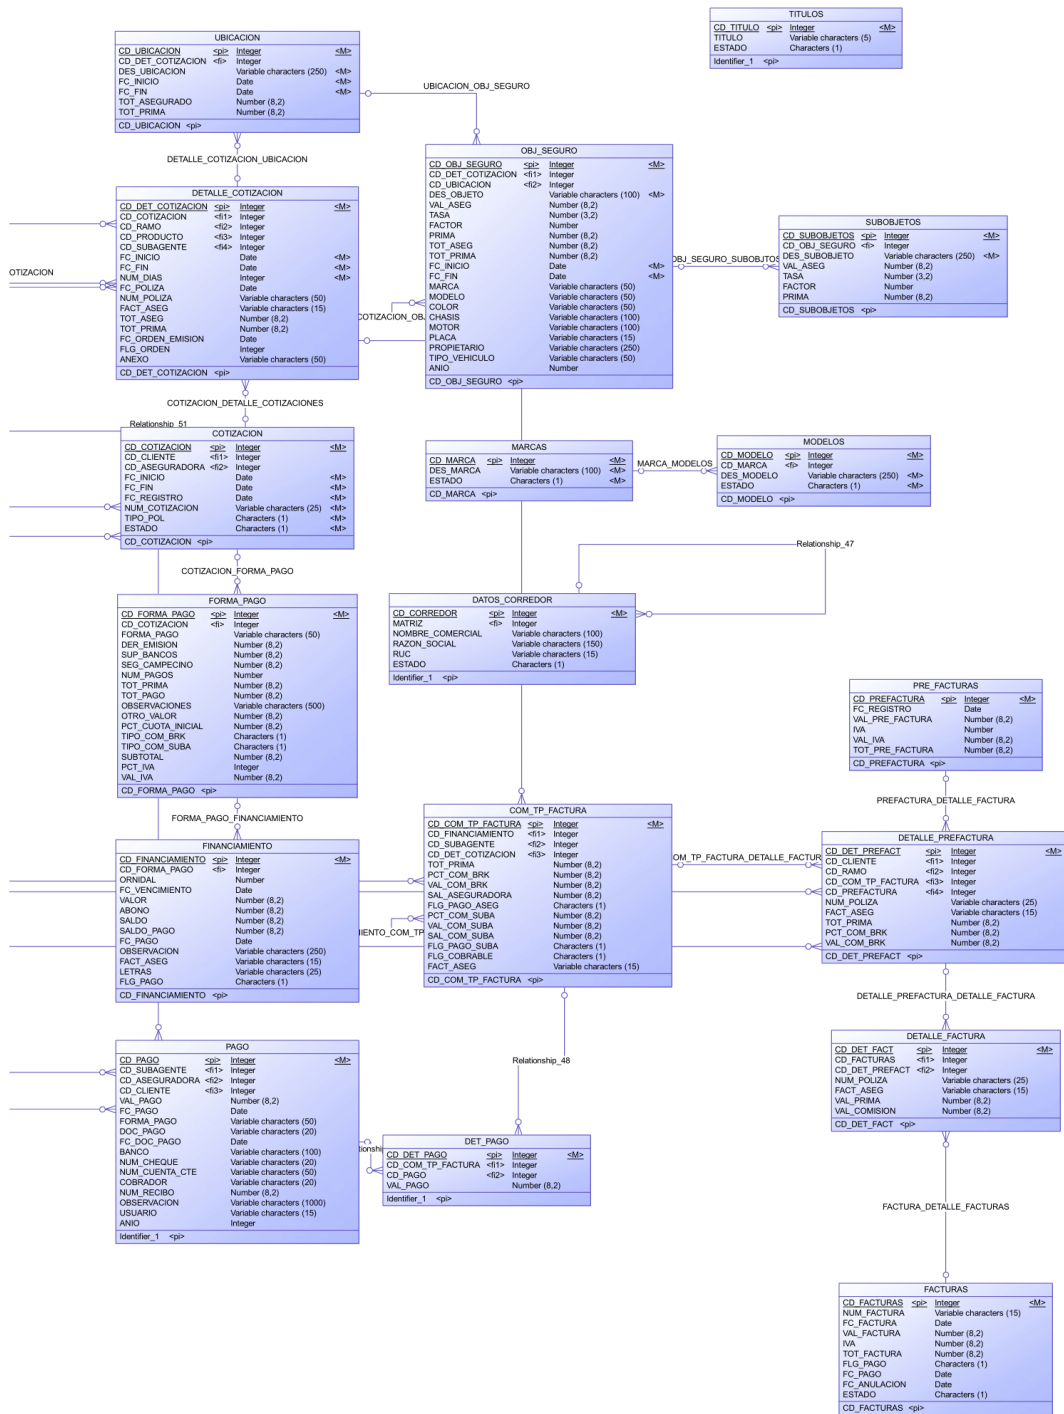 TITULOS
CD_TITULO <pi> Integer <M>
TITULO Variable characters (5)
ESTADO Characters (1)
Identifier_1 <pi>
UBICACION
CD_UBICACION <pi> Integer <M>
CD_DET_COTIZACION <fi> Integer
DES_UBICACION Variable characters (250) <M>
FC_INICIO Date <M>
FC_FIN Date <M>
TOT_ASEGURADO Number (8,2)
TOT_PRIMA Number (8,2)
CD_UBICACION <pi>
UBICACION_OBJ_SEGURO
DETALLE_COTIZACION_UBICACION
OBJ_SEGURO
CD_OBJ_SEGURO <pi> Integer <M>
CD_DET_COTIZACION <fi1> Integer
CD_UBICACION <fi2> Integer
DES_OBJETO Variable characters (100) <M>
VAL_ASEG Number (8,2)
TASA Number (3,2)
FACTOR Number
PRIMA Number (8,2)
TOT_ASEG Number (8,2)
TOT_PRIMA Number (8,2)
FC_INICIO Date <M>
FC_FIN Date <M>
MARCA Variable characters (50)
MODELO Variable characters (50)
COLOR Variable characters (50)
CHASIS Variable characters (100)
MOTOR Variable characters (100)
PLACA Variable characters (15)
PROPIETARIO Variable characters (250)
TIPO_VEHICULO Variable characters (50)
ANIO Number
CD_OBJ_SEGURO <pi>
DETALLE_COTIZACION
CD_DET_COTIZACION <pi> Integer <M>
CD_COTIZACION <fi1> Integer
CD_RAMO <fi2> Integer
CD_PRODUCTO <fi3> Integer
CD_SUBAGENTE <fi4> Integer
FC_INICIO Date <M>
FC_FIN Date <M>
NUM_DIAS Integer <M>
FC_POLIZA Date
NUM_POLIZA Variable characters (50)
FACT_ASEG Variable characters (15)
TOT_ASEG Number (8,2)
TOT_PRIMA Number (8,2)
FC_ORDEN_EMISION Date
FLG_ORDEN Integer
ANEXO Variable characters (50)
CD_DET_COTIZACION <pi>
OTIZACION
COTIZACION_OBJ
OBJ_SEGURO_SUBOBJTOS
SUBOBJETOS
CD_SUBOBJETOS <pi> Integer <M>
CD_OBJ_SEGURO <fi> Integer
DES_SUBOBJETO Variable characters (250) <M>
VAL_ASEG Number (8,2)
TASA Number (3,2)
FACTOR Number
PRIMA Number (8,2)
CD_SUBOBJETOS <pi>
COTIZACION_DETALLE_COTIZACIONES
Relationship_51
COTIZACION
CD_COTIZACION <pi> Integer <M>
CD_CLIENTE <fi1> Integer
CD_ASEGURADORA <fi2> Integer
FC_INICIO Date <M>
FC_FIN Date <M>
FC_REGISTRO Date <M>
NUM_COTIZACION Variable characters (25) <M>
TIPO_POL Characters (1) <M>
ESTADO Characters (1) <M>
CD_COTIZACION <pi>
MARCAS
CD_MARCA <pi> Integer <M>
DES_MARCA Variable characters (100) <M>
ESTADO Characters (1) <M>
CD_MARCA <pi>
MARCA_MODELOS
MODELOS
CD_MODELO <pi> Integer <M>
CD_MARCA <fi> Integer
DES_MODELO Variable characters (250) <M>
ESTADO Characters (1) <M>
CD_MODELO <pi>
Relationship_47
COTIZACION_FORMA_PAGO
FORMA_PAGO
CD_FORMA_PAGO <pi> Integer <M>
CD_COTIZACION <fi> Integer
FORMA_PAGO Variable characters (50)
DER_EMISION Number (8,2)
SUP_BANCOS Number (8,2)
SEG_CAMPECINO Number (8,2)
NUM_PAGOS Number
TOT_PRIMA Number (8,2)
TOT_PAGO Number (8,2)
OBSERVACIONES Variable characters (500)
OTRO_VALOR Number (8,2)
PCT_CUOTA_INICIAL Number (8,2)
TIPO_COM_BRK Characters (1)
TIPO_COM_SUBA Characters (1)
SUBTOTAL Number (8,2)
PCT_IVA Integer
VAL_IVA Number (8,2)
CD_FORMA_PAGO <pi>
DATOS_CORREDOR
CD_CORREDOR <pi> Integer <M>
MATRIZ <fi> Integer
NOMBRE_COMERCIAL Variable characters (100)
RAZON_SOCIAL Variable characters (150)
RUC Variable characters (15)
ESTADO Characters (1)
Identifier_1 <pi>
PRE_FACTURAS
CD_PREFACTURA <pi> Integer <M>
FC_REGISTRO Date
VAL_PRE_FACTURA Number (8,2)
IVA Number
VAL_IVA Number (8,2)
TOT_PRE_FACTURA Number (8,2)
CD_PREFACTURA <pi>
PREFACTURA_DETALLE_FACTURA
FORMA_PAGO_FINANCIAMIENTO
FINANCIAMIENTO
CD_FINANCIAMIENTO <pi> Integer <M>
CD_FORMA_PAGO <fi> Integer
ORNIDAL Number
FC_VENCIMIENTO Date
VALOR Number (8,2)
ABONO Number (8,2)
SALDO Number (8,2)
SALDO_PAGO Number (8,2)
FC_PAGO Date
OBSERVACION Variable characters (250)
FACT_ASEG Variable characters (15)
LETRAS Variable characters (25)
FLG_PAGO Characters (1)
CD_FINANCIAMIENTO <pi>
IENTO_COM_TP
COM_TP_FACTURA
CD_COM_TP_FACTURA <pi> Integer <M>
CD_FINANCIAMIENTO <fi1> Integer
CD_SUBAGENTE <fi2> Integer
CD_DET_COTIZACION <fi3> Integer
TOT_PRIMA Number (8,2)
PCT_COM_BRK Number (8,2)
VAL_COM_BRK Number (8,2)
SAL_ASEGURADORA Number (8,2)
FLG_PAGO_ASEG Characters (1)
PCT_COM_SUBA Number (8,2)
VAL_COM_SUBA Number (8,2)
SAL_COM_SUBA Number (8,2)
FLG_PAGO_SUBA Characters (1)
FLG_COBRABLE Characters (1)
FACT_ASEG Variable characters (15)
CD_COM_TP_FACTURA <pi>
OM_TP_FACTURA_DETALLE_FACTUR
DETALLE_PREFACTURA
CD_DET_PREFACT <pi> Integer <M>
CD_CLIENTE <fi1> Integer
CD_RAMO <fi2> Integer
CD_COM_TP_FACTURA <fi3> Integer
CD_PREFACTURA <fi4> Integer
NUM_POLIZA Variable characters (25)
FACT_ASEG Variable characters (15)
TOT_PRIMA Number (8,2)
PCT_COM_BRK Number (8,2)
VAL_COM_BRK Number (8,2)
CD_DET_PREFACT <pi>
DETALLE_PREFACTURA_DETALLE_FACTURA
DETALLE_FACTURA
CD_DET_FACT <pi> Integer <M>
CD_FACTURAS <fi1> Integer
CD_DET_PREFACT <fi2> Integer
NUM_POLIZA Variable characters (25)
FACT_ASEG Variable characters (15)
VAL_PRIMA Number (8,2)
VAL_COMISION Number (8,2)
CD_DET_FACT <pi>
Relationship_48
PAGO
CD_PAGO <pi> Integer <M>
CD_SUBAGENTE <fi1> Integer
CD_ASEGURADORA <fi2> Integer
CD_CLIENTE <fi3> Integer
VAL_PAGO Number (8,2)
FC_PAGO Date
FORMA_PAGO Variable characters (50)
DOC_PAGO Variable characters (20)
FC_DOC_PAGO Date
BANCO Variable characters (100)
NUM_CHEQUE Variable characters (20)
NUM_CUENTA_CTE Variable characters (50)
COBRADOR Variable characters (20)
NUM_RECIBO Number (8,2)
OBSERVACION Variable characters (1000)
USUARIO Variable characters (15)
ANIO Integer
Identifier_1 <pi>
DET_PAGO
CD_DET_PAGO <pi> Integer <M>
CD_COM_TP_FACTURA <fi1> Integer
CD_PAGO <fi2> Integer
VAL_PAGO Number (8,2)
Identifier_1 <pi>
FACTURA_DETALLE_FACTURAS
FACTURAS
CD_FACTURAS <pi> Integer <M>
NUM_FACTURA Variable characters (15)
FC_FACTURA Date
VAL_FACTURA Number (8,2)
IVA Number (8,2)
TOT_FACTURA Number (8,2)
FLG_PAGO Characters (1)
FC_PAGO Date
FC_ANULACION Date
ESTADO Characters (1)
CD_FACTURAS <pi>